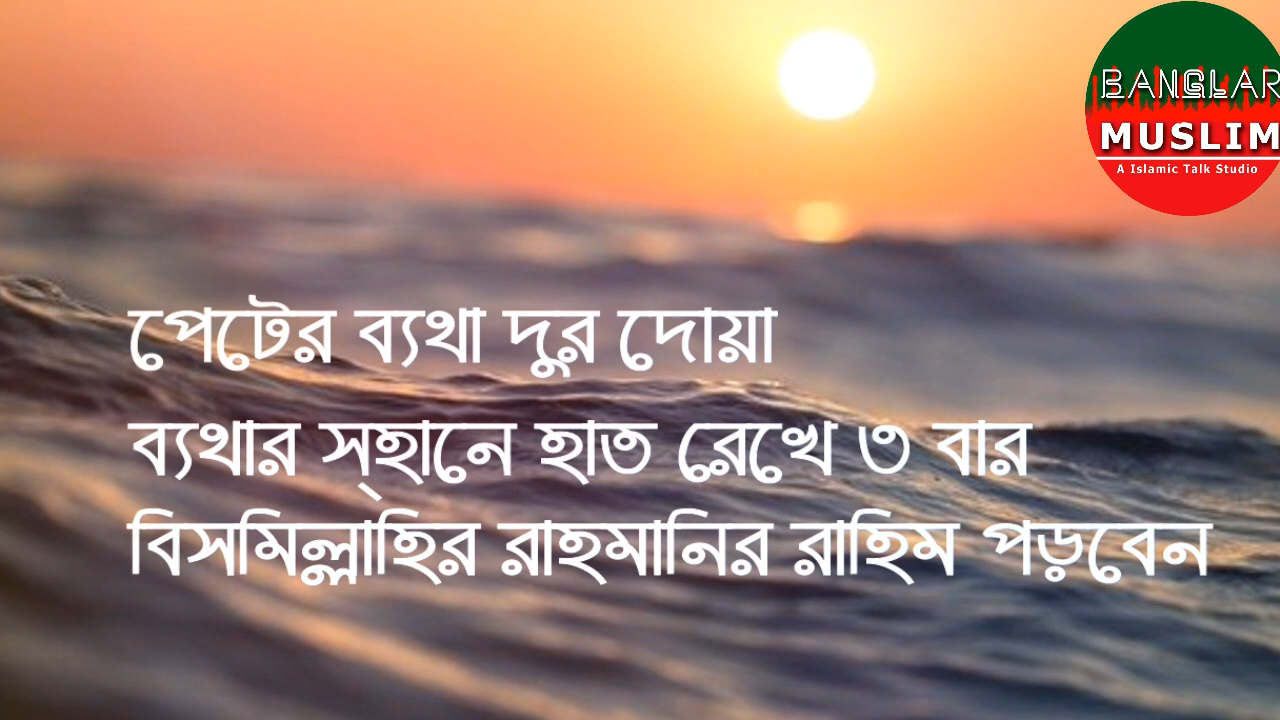 BANGLAR
MUSLIM
A Islamic Talk Studio
পেটের ব্যথা দুর দোয়া
ব্যথার স্হানে হাত রেখে ৩ বার
বিসমিল্লাহির রাহমানির রাহিম পড়বেন